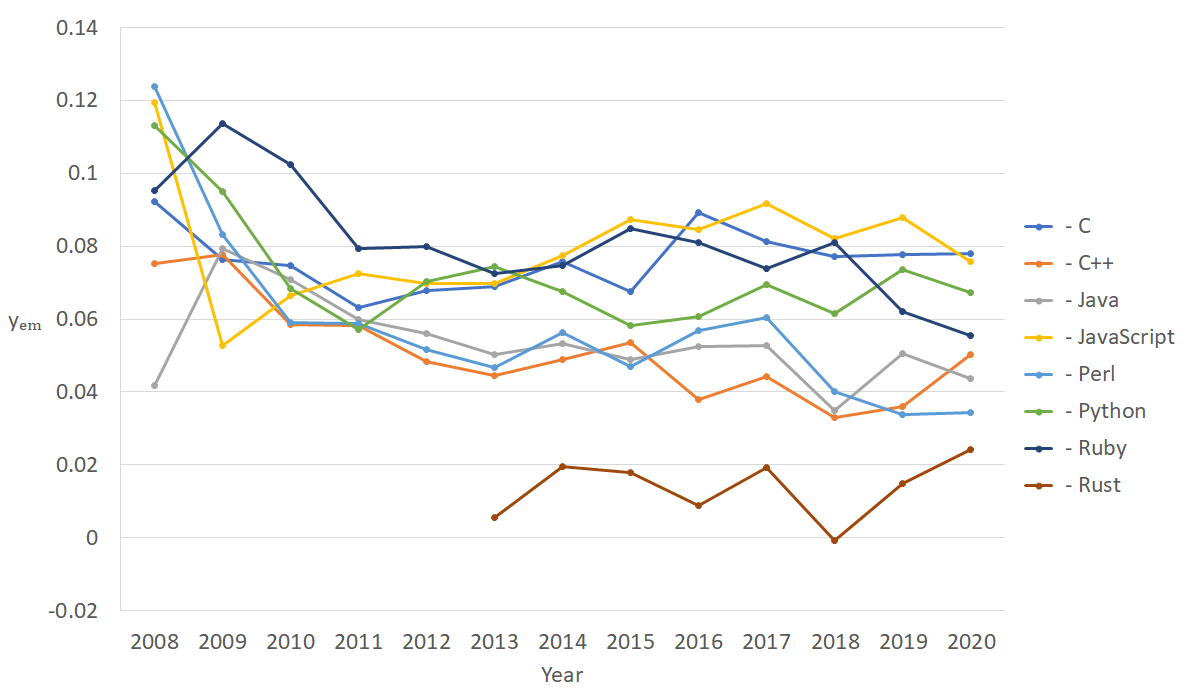 0.14
0.12
0.1
0.08
0.06
0.04
0.02
0
-0.02
yₑₘ
2008 2009 2010 2011 2012 2013 2014 2015 2016 2017 2018 2019 2020
Year
- C
- C++
- Java
- JavaScript
- Perl
- Python
- Ruby
- Rust